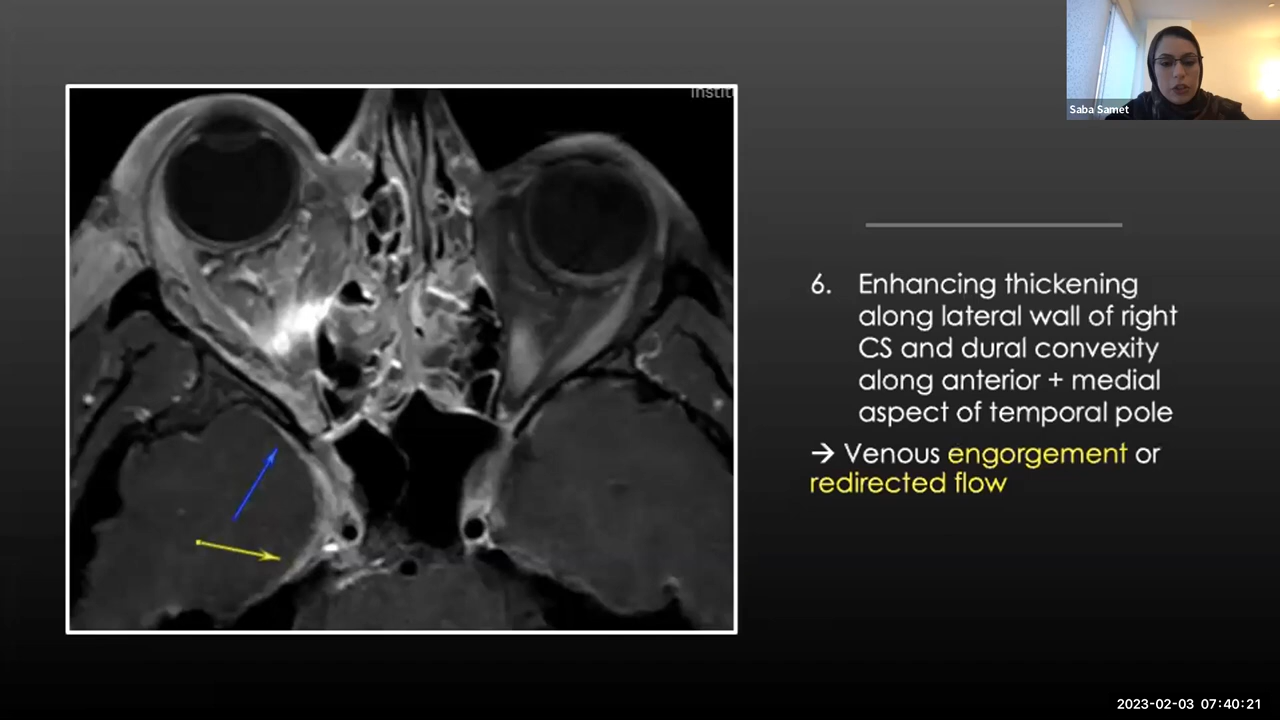 Instit
Saba Samet
6. Enhancing thickening
along lateral wall of right
CS and dural convexity
along anterior + medial
aspect of temporal pole
→ Venous engorgement or
redirected flow
2023-02-03 07:40:21